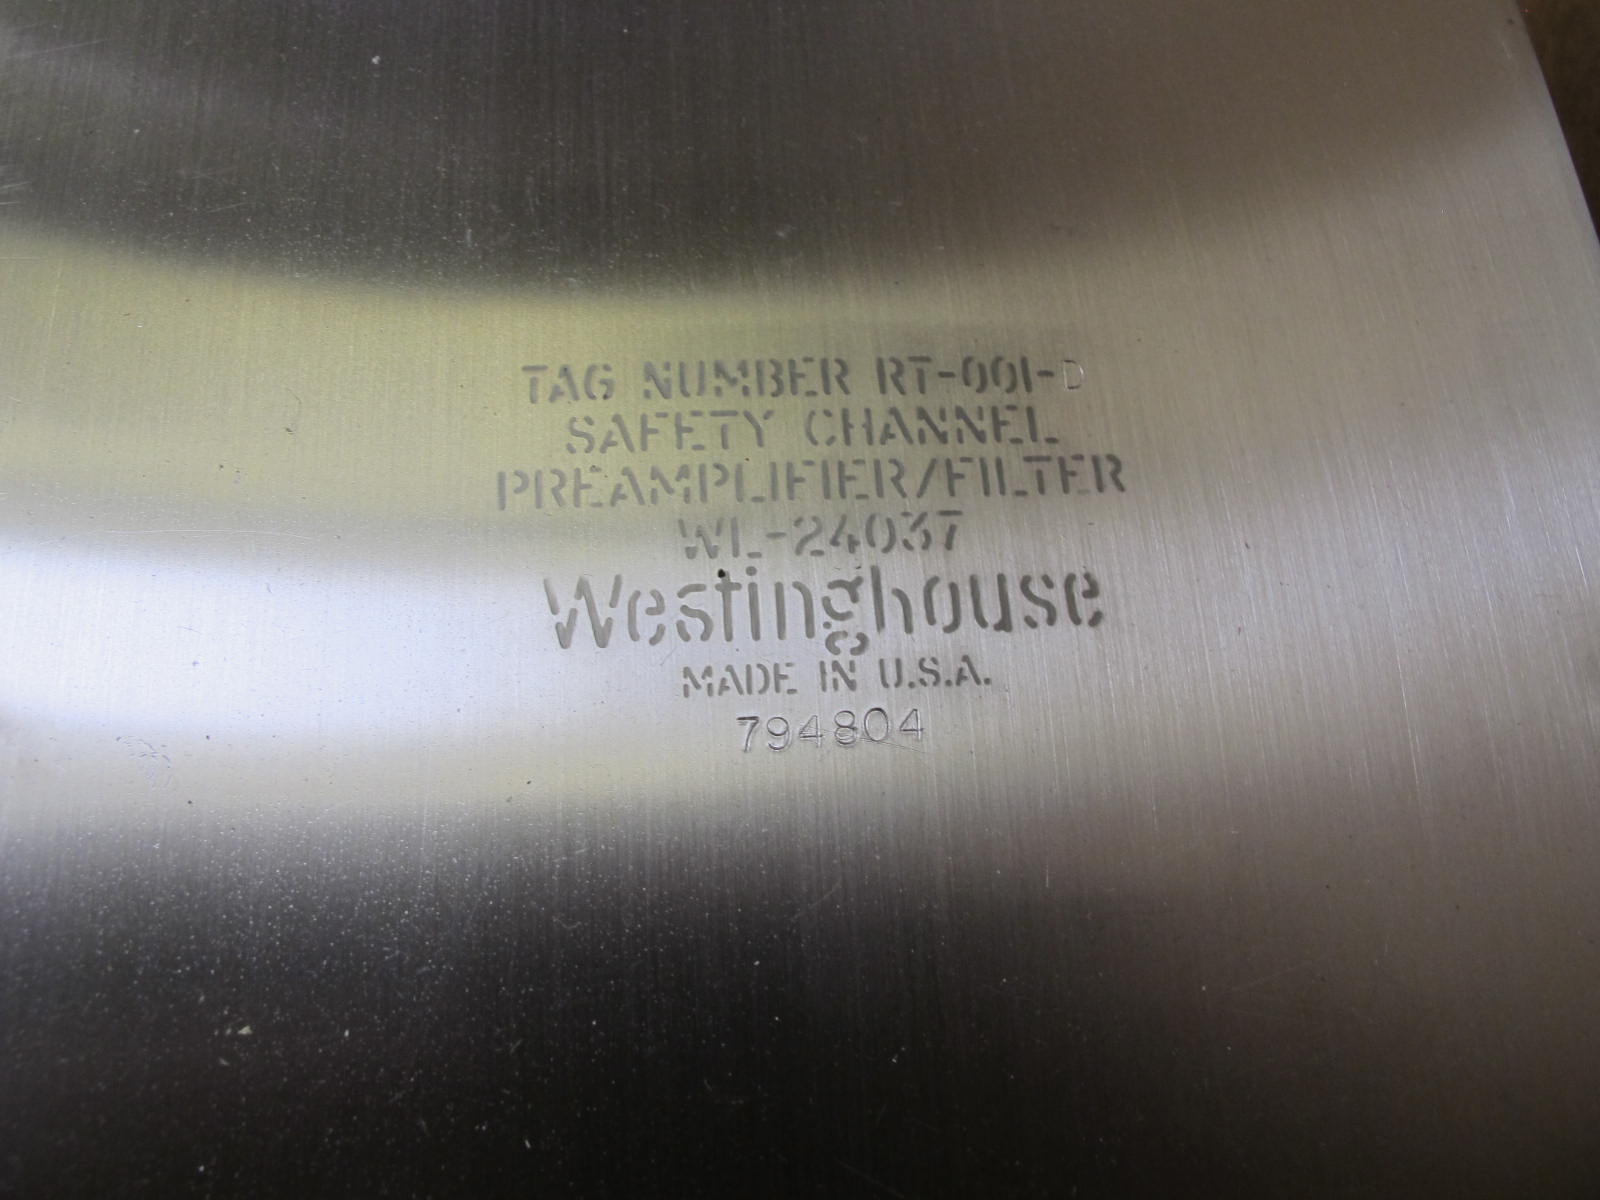 TAG NUMBER RT-001-D
SAFETY CHANNEL
PREAMPLIFIER/FILTER
WL-24037
Westinghouse
MADE IN U.S.A.
794804